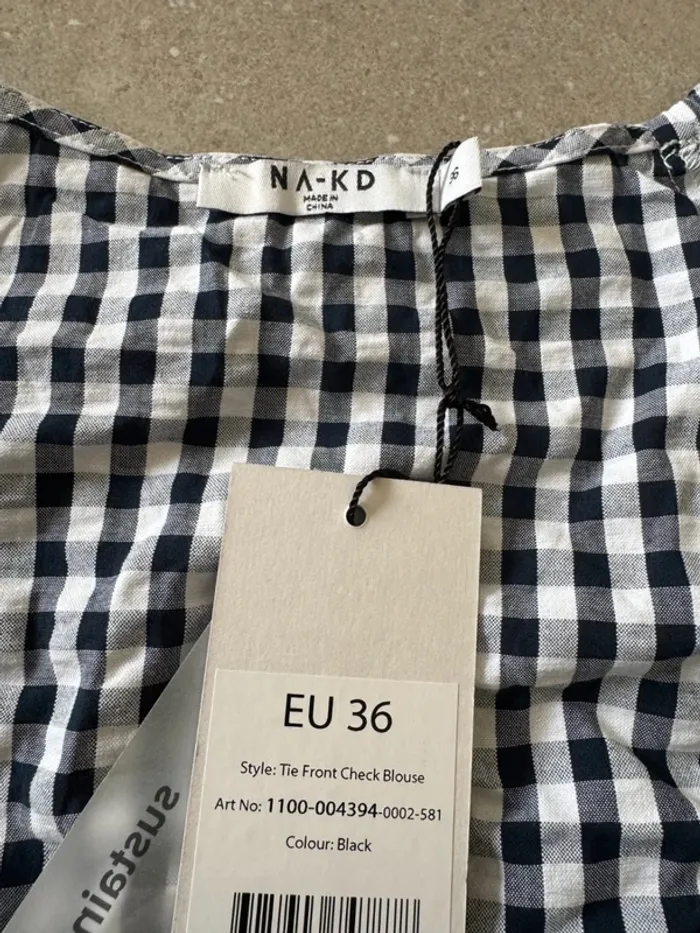 NA-KD
MADE IN
CHINA
EU 36
Style: Tie Front Check Blouse
Art No: 1100-004394-0002-581
Colour: Black
sustain